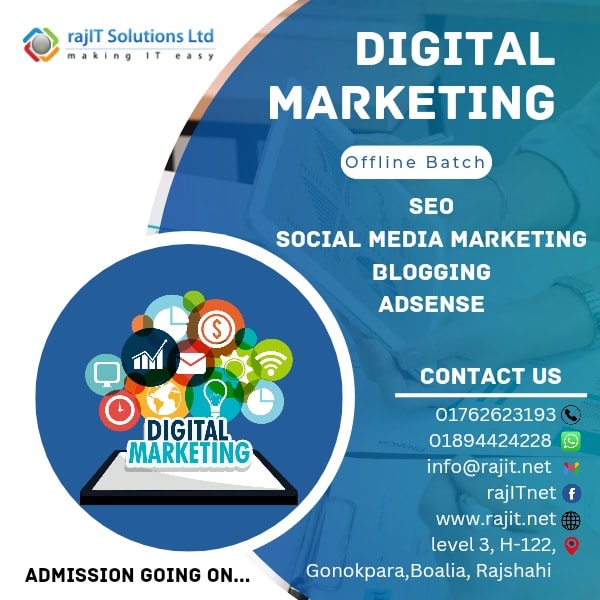 rajIT Solutions Ltd
making IT easy
DIGITAL
MARKETING
Offline Batch
SEO
SOCIAL MEDIA MARKETING
BLOGGING
ADSENSE
DIGITAL
MARKETING
CONTACT US
01762623193
01894424228
info@rajit.net
rajITnet
www.rajit.net
level 3, H-122,
Gonokpara,Boalia, Rajshahi
ADMISSION GOING ON...